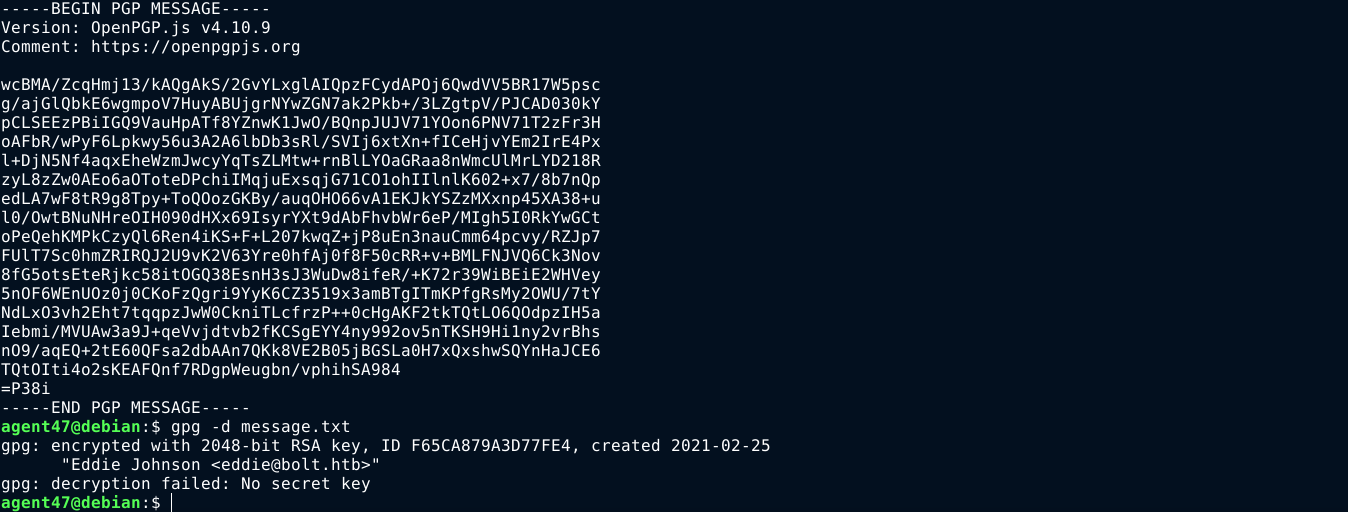 -----BEGIN PGP MESSAGE-----
Version: OpenPGP.js v4.10.9
Comment: https://openpgpjs.org
wcBMA/ZcqHmj13/kAQgAkS/2GvYLxglAIQpzFCydAPOj6QwdVV5BR17W5psc
g/ajGlQbkE6wgmpoV7HuyABUjgrNYwZGN7ak2Pkb+/3LZgtpV/PJCAD030kY
pCLSEEzPBiIGQ9VauHpATf8YZnwK1JwO/BQnpJUJV71YOon6PNV71T2zFr3H
oAFbR/wPyF6Lpkwy56u3A2A6lbDb3sRl/SVIj6xtXn+fICeHjvYEm2IrE4Px
l+DjN5Nf4aqxEheWzmJwcyYqTsZLMtw+rnBlLYOaGRaa8nWmcUlMrLYD218R
zyL8zZw0AEo6aOToteDPchiIMqjuExsqjG71CO1ohIIlnlK602+x7/8b7nQp
edLA7wF8tR9g8Tpy+ToQOozGKBy/auqOHO66vA1EKJkYSZzMXxnp45XA38+u
l0/OwtBNuNHreOIH090dHXx69IsyrYXt9dAbFhvbWr6eP/MIgh5I0RkYwGCt
oPeQehKMPkCzyQl6Ren4iKS+F+L207kwqZ+jP8uEn3nauCmm64pcvy/RZJp7
FUlT7Sc0hmZRIRQJ2U9vK2V63Yre0hfAj0f8F50cRR+v+BMLFNJVQ6Ck3Nov
8fG5otsEteRjkc58itOGQ38EsnH3sJ3WuDw8ifeR/+K72r39WiBEiE2WHVey
5nOF6WEnUOz0j0CKoFzQgri9YyK6CZ3519x3amBTgITmKPfgRsMy2OWU/7tY
NdLxO3vh2Eht7tqqpzJwW0CkniTLcfrzP++0cHgAKF2tkTQtLO6QOdpzIH5a
Iebmi/MVUAw3a9J+qeVvjdtvb2fKCSgEYY4ny992ov5nTKSH9Hi1ny2vrBhs
nO9/aqEQ+2tE60QFsa2dbAAn7QKk8VE2B05jBGSLa0H7xQxshwSQYnHaJCE6
TQtOIti4o2sKEAFQnf7RDgpWeugbn/vphihSA984
=P38i
-----END PGP MESSAGE-----
agent47@debian:$ gpg -d message.txt
gpg: encrypted with 2048-bit RSA key, ID F65CA879A3D77FE4, created 2021-02-25
"Eddie Johnson <eddie@bolt.htb>"
gpg: decryption failed: No secret key
agent47@debian:$